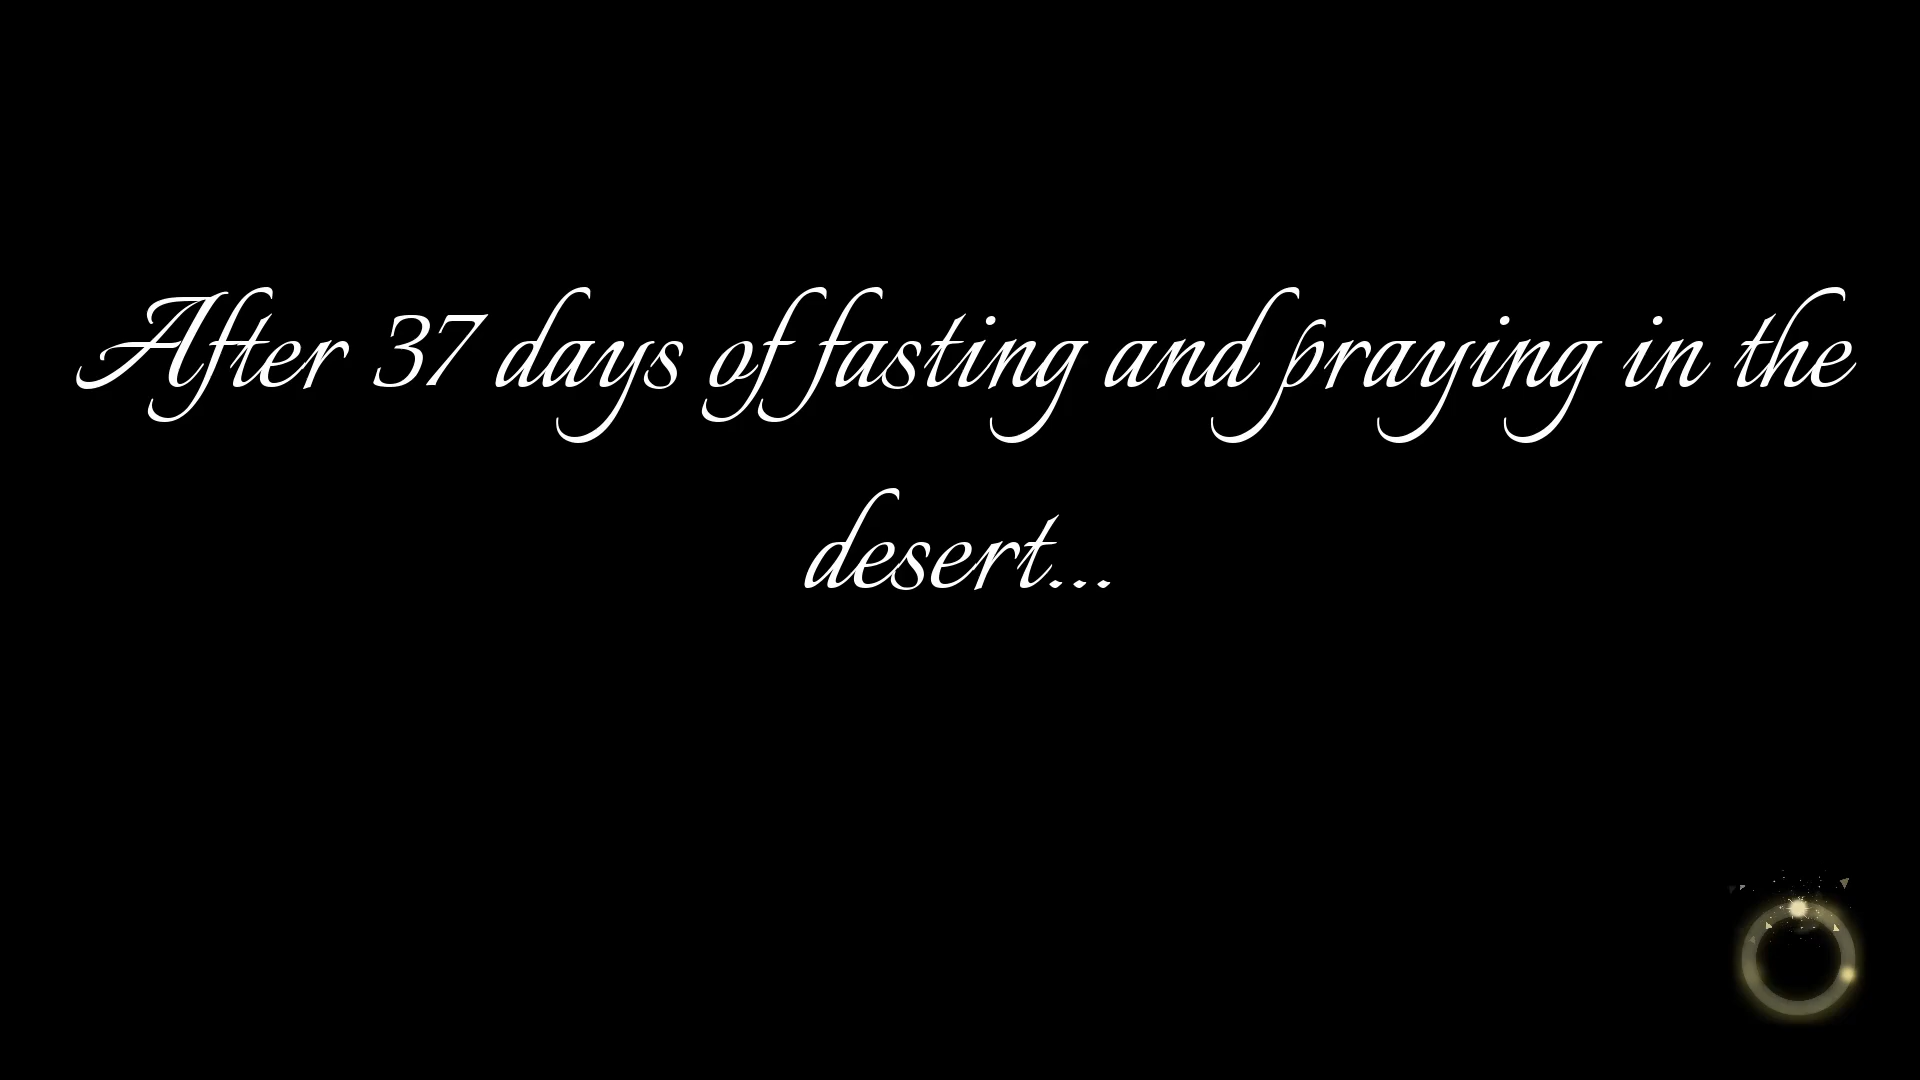 After 37 days of fasting and praying in the
desert...